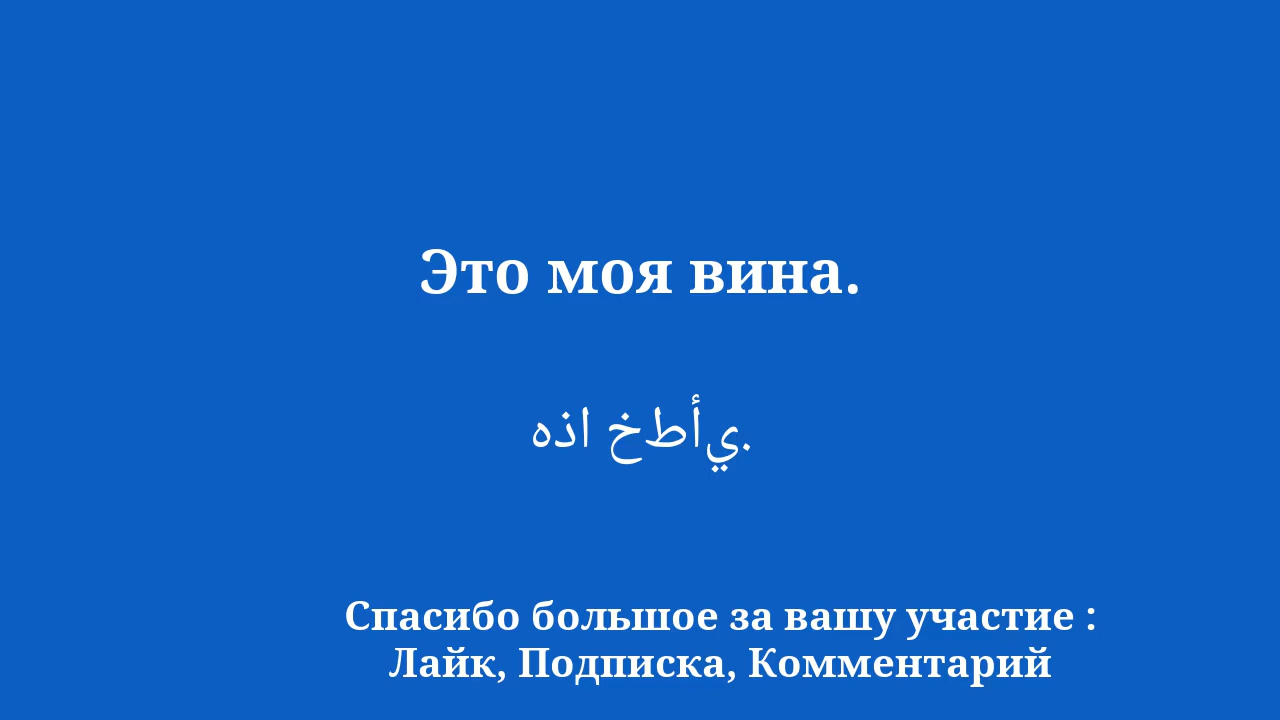 Это моя вина.
هذا خطأي.
Спасибо большое за вашу участие :
Лайк, Подписка, Комментарий